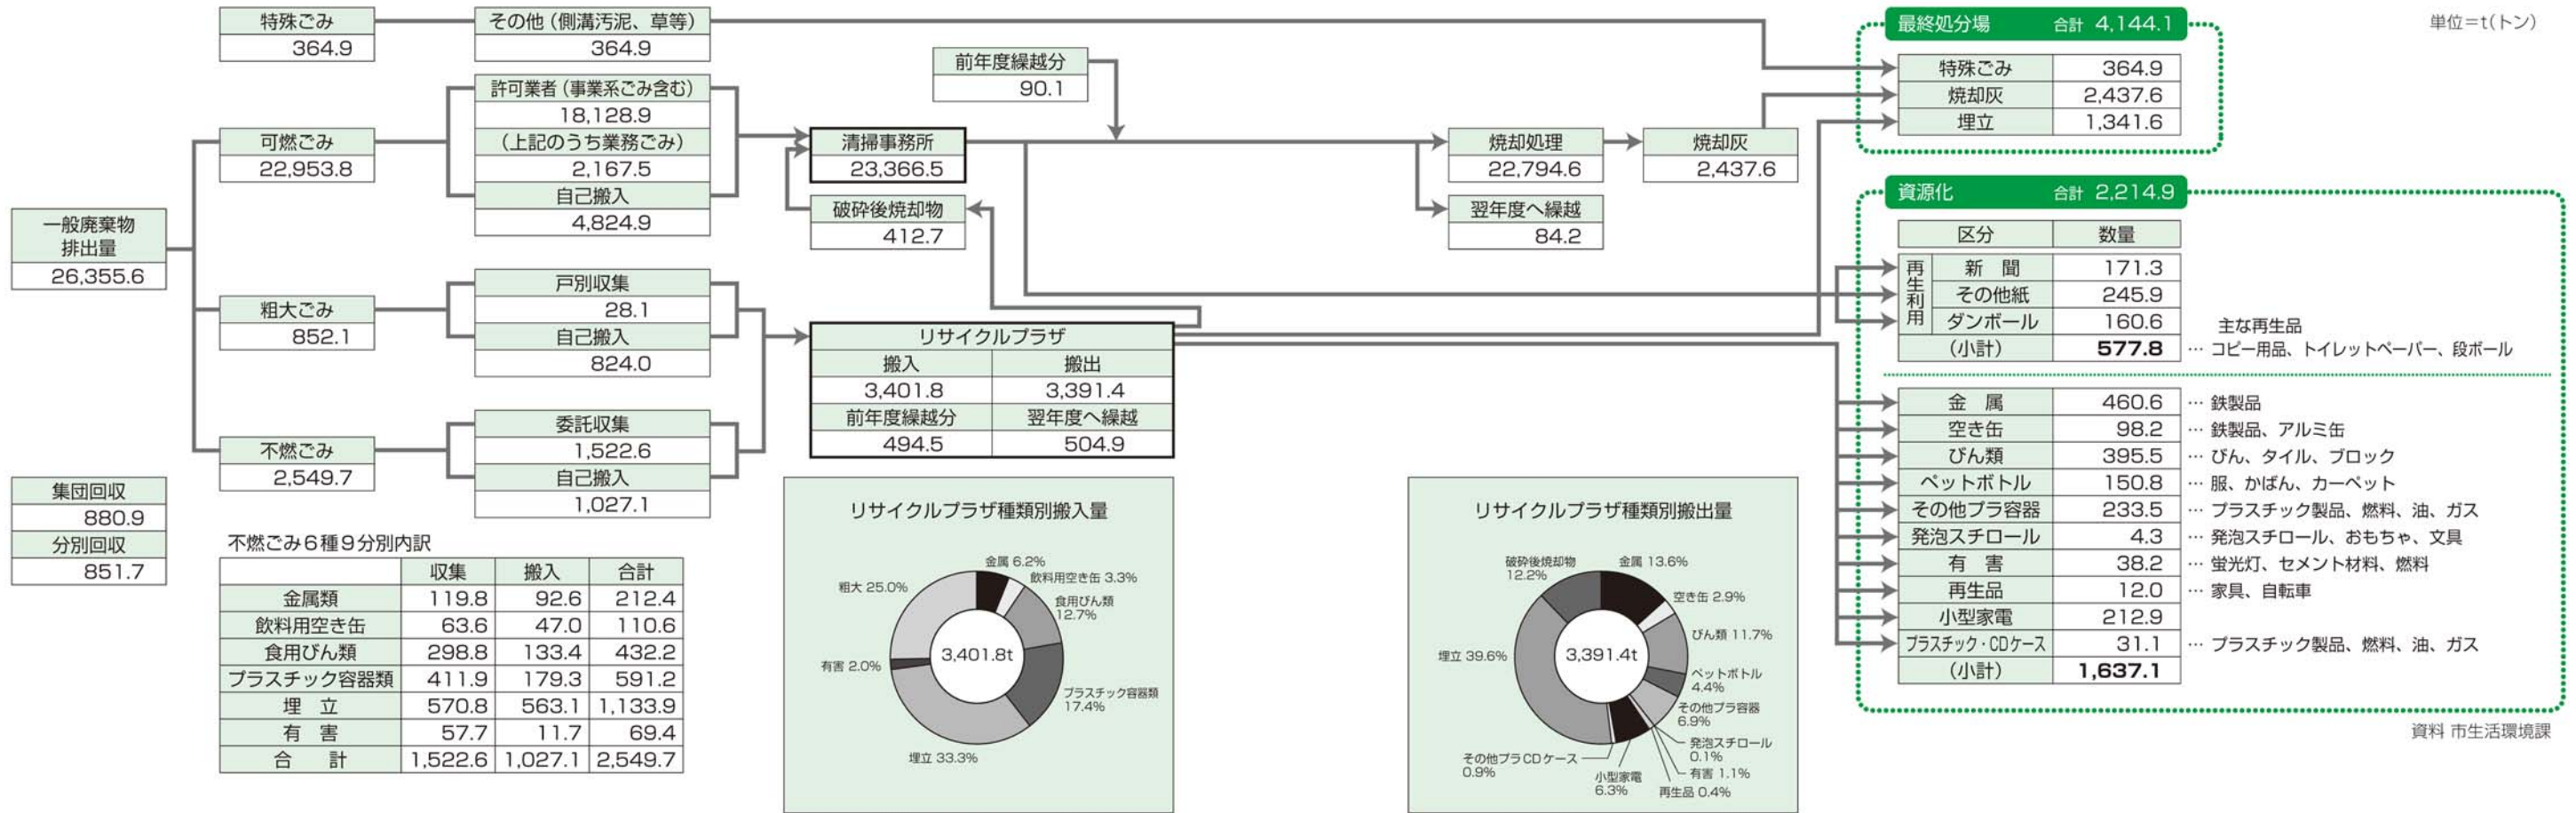 単位=t(トン)
特殊ごみ
364.9
その他(側溝汚泥、草等)
364.9
一般廃棄物
排出量
26,355.6
可燃ごみ
22,953.8
許可業者(事業系ごみ含む)
18,128.9
(上記のうち業務ごみ)
2,167.5
自己搬入
4,824.9
粗大ごみ
852.1
戸別収集
28.1
自己搬入
824.0
不燃ごみ
2,549.7
委託収集
1,522.6
自己搬入
1,027.1
集団回収
880.9
分別回収
851.7
前年度繰越分
90.1
清掃事務所
23,366.5
破砕後焼却物
412.7
焼却処理
22,794.6
焼却灰
2,437.6
翌年度へ繰越
84.2
リサイクルプラザ
搬入 搬出
3,401.8 3,391.4
前年度繰越分 翌年度へ繰越
494.5 504.9
最終処分場 合計 4,144.1
特殊ごみ 364.9
焼却灰 2,437.6
埋立 1,341.6
資源化 合計 2,214.9
区分 数量
再生利用
新聞 171.3
その他紙 245.9
ダンボール 160.6
主な再生品
(小計) 577.8 … コピー用品、トイレットペーパー、段ボール
金属 460.6 … 鉄製品
空き缶 98.2 … 鉄製品、アルミ缶
びん類 395.5 … びん、タイル、ブロック
ペットボトル 150.8 … 服、かばん、カーペット
その他プラ容器 233.5 … プラスチック製品、燃料、油、ガス
発泡スチロール 4.3 … 発泡スチロール、おもちゃ、文具
有害 38.2 … 蛍光灯、セメント材料、燃料
再生品 12.0 … 家具、自転車
小型家電 212.9
プラスチック・CDケース 31.1 … プラスチック製品、燃料、油、ガス
(小計) 1,637.1
資料 市生活環境課
不燃ごみ6種9分別内訳
収集 搬入 合計
金属類 119.8 92.6 212.4
飲料用空き缶 63.6 47.0 110.6
食用びん類 298.8 133.4 432.2
プラスチック容器類 411.9 179.3 591.2
埋立 570.8 563.1 1,133.9
有害 57.7 11.7 69.4
合計 1,522.6 1,027.1 2,549.7
リサイクルプラザ種類別搬入量
金属 6.2%
飲料用空き缶 3.3%
食用びん類
12.7%
プラスチック容器類
17.4%
埋立 33.3%
有害 2.0%
粗大 25.0%
3,401.8t
リサイクルプラザ種類別搬出量
破砕後焼却物
12.2%
金属 13.6%
空き缶 2.9%
びん類 11.7%
ペットボトル
4.4%
その他プラ容器
6.9%
発泡スチロール
0.1%
有害 1.1%
再生品 0.4%
小型家電
6.3%
その他プラCDケース
0.9%
埋立 39.6%
3,391.4t